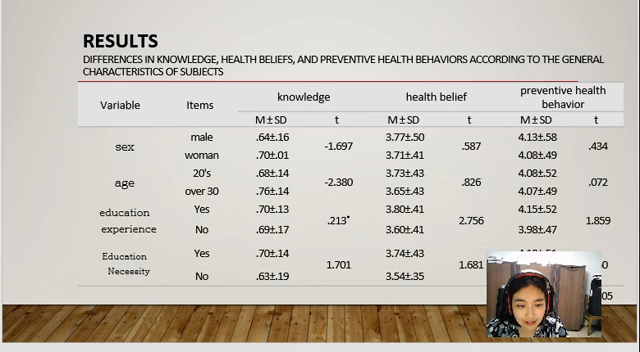 RESULTS
DIFFERENCES IN KNOWLEDGE, HEALTH BELIEFS, AND PREVENTIVE HEALTH BEHAVIORS ACCORDING TO THE GENERAL
CHARACTERISTICS OF SUBJECTS
Variable Items knowledge health belief preventive health behavior
M±SD t M±SD t M±SD t
sex male .64±.16 -1.697 3.77±.50 .587 4.13±.58 .434
woman .70±.01 3.71±.41 4.08±.49
age 20's .68±.14 -2.380 3.73±.43 .826 4.08±.52 .072
over 30 .76±.14 3.65±.43 4.07±.49
education experience Yes .70±.13 .213* 3.80±.41 2.756 4.15±.52 1.859
No .69±.17 3.60±.41 3.98±.47
Education Necessity Yes .70±.14 1.701 3.74±.43 1.681
No .63±.19 3.54±.35
05